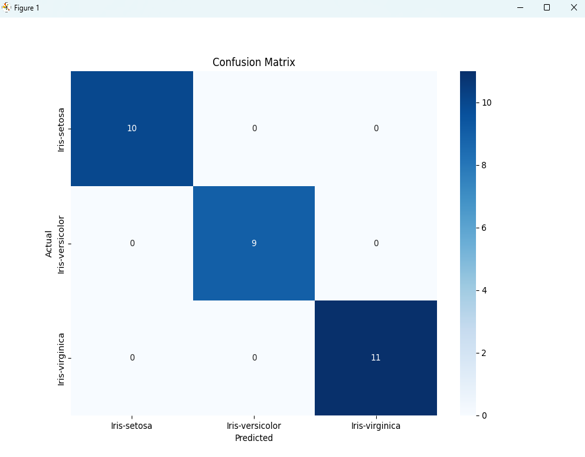 Figure 1
Confusion Matrix
Iris-setosa
10 0 0
Iris-versicolor
0 9 0
Iris-virginica
0 0 11
Actual
Iris-setosa Iris-versicolor Iris-virginica
Predicted
10
8
6
4
2
0